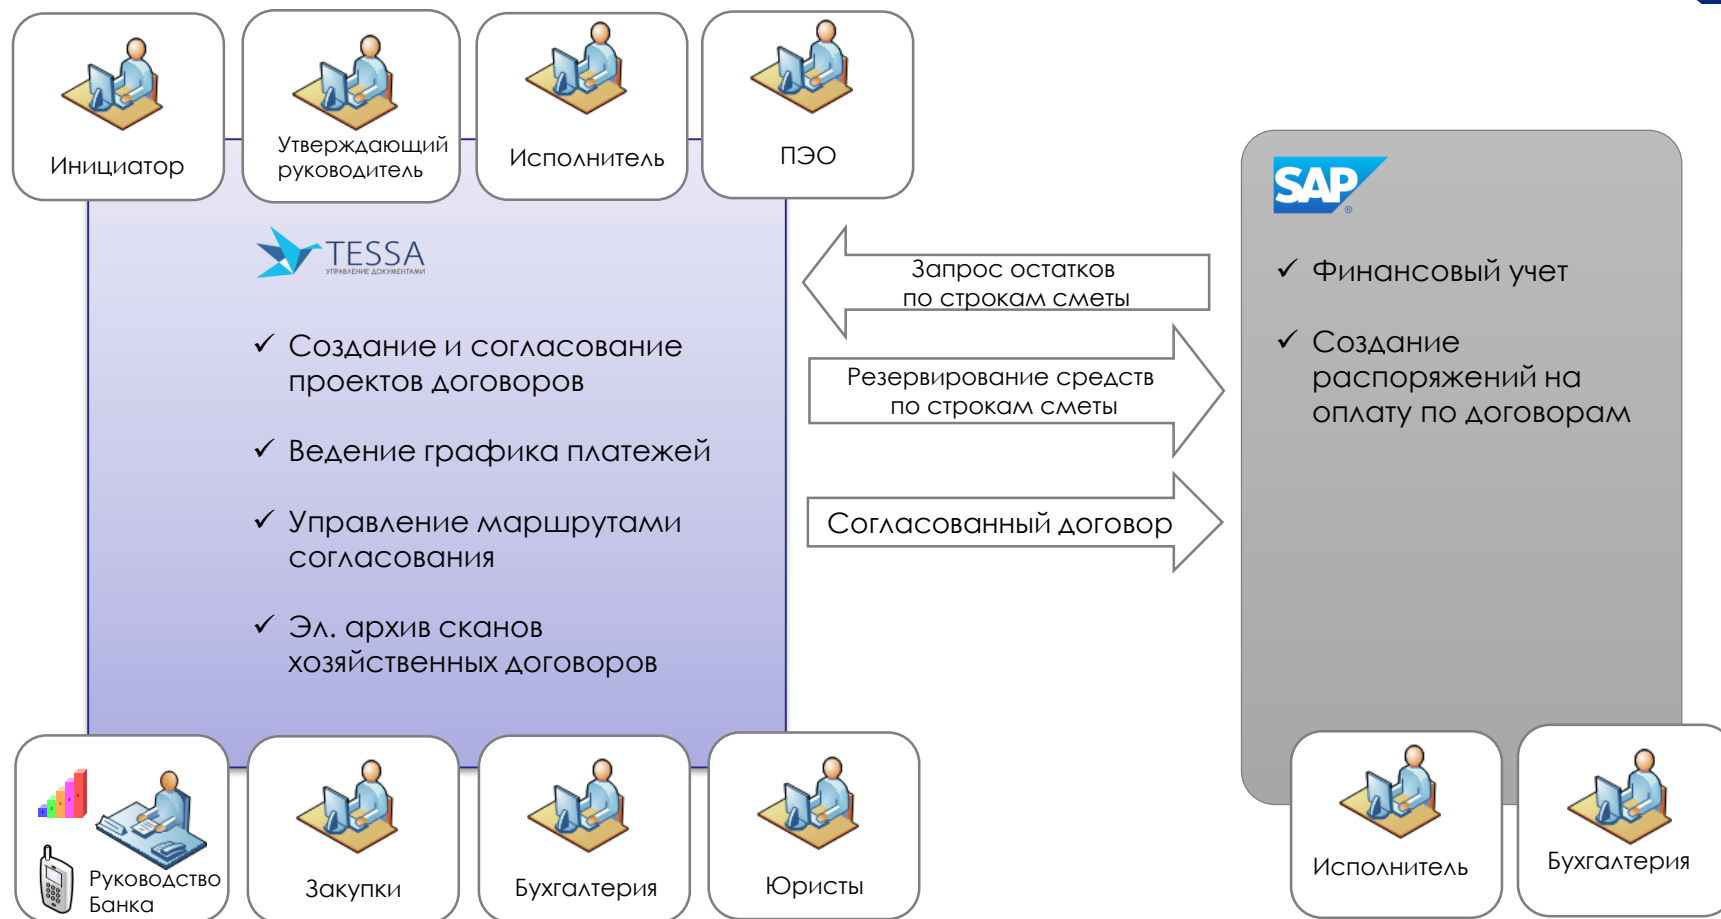 Инициатор
Утверждающий
руководитель
Исполнитель
ПЭО
TESSA
УПРАВЛЕНИЕ ДОКУМЕНТАМИ
✓ Создание и согласование
проектов договоров
✓ Ведение графика платежей
✓ Управление маршрутами
согласования
✓ Эл. архив сканов
хозяйственных договоров
Запрос остатков
по строкам сметы
Резервирование средств
по строкам сметы
Согласованный договор
SAP®
✓ Финансовый учет
✓ Создание
распоряжений на
оплату по договорам
Руководство
Банка
Закупки
Бухгалтерия
Юристы
Исполнитель
Бухгалтерия